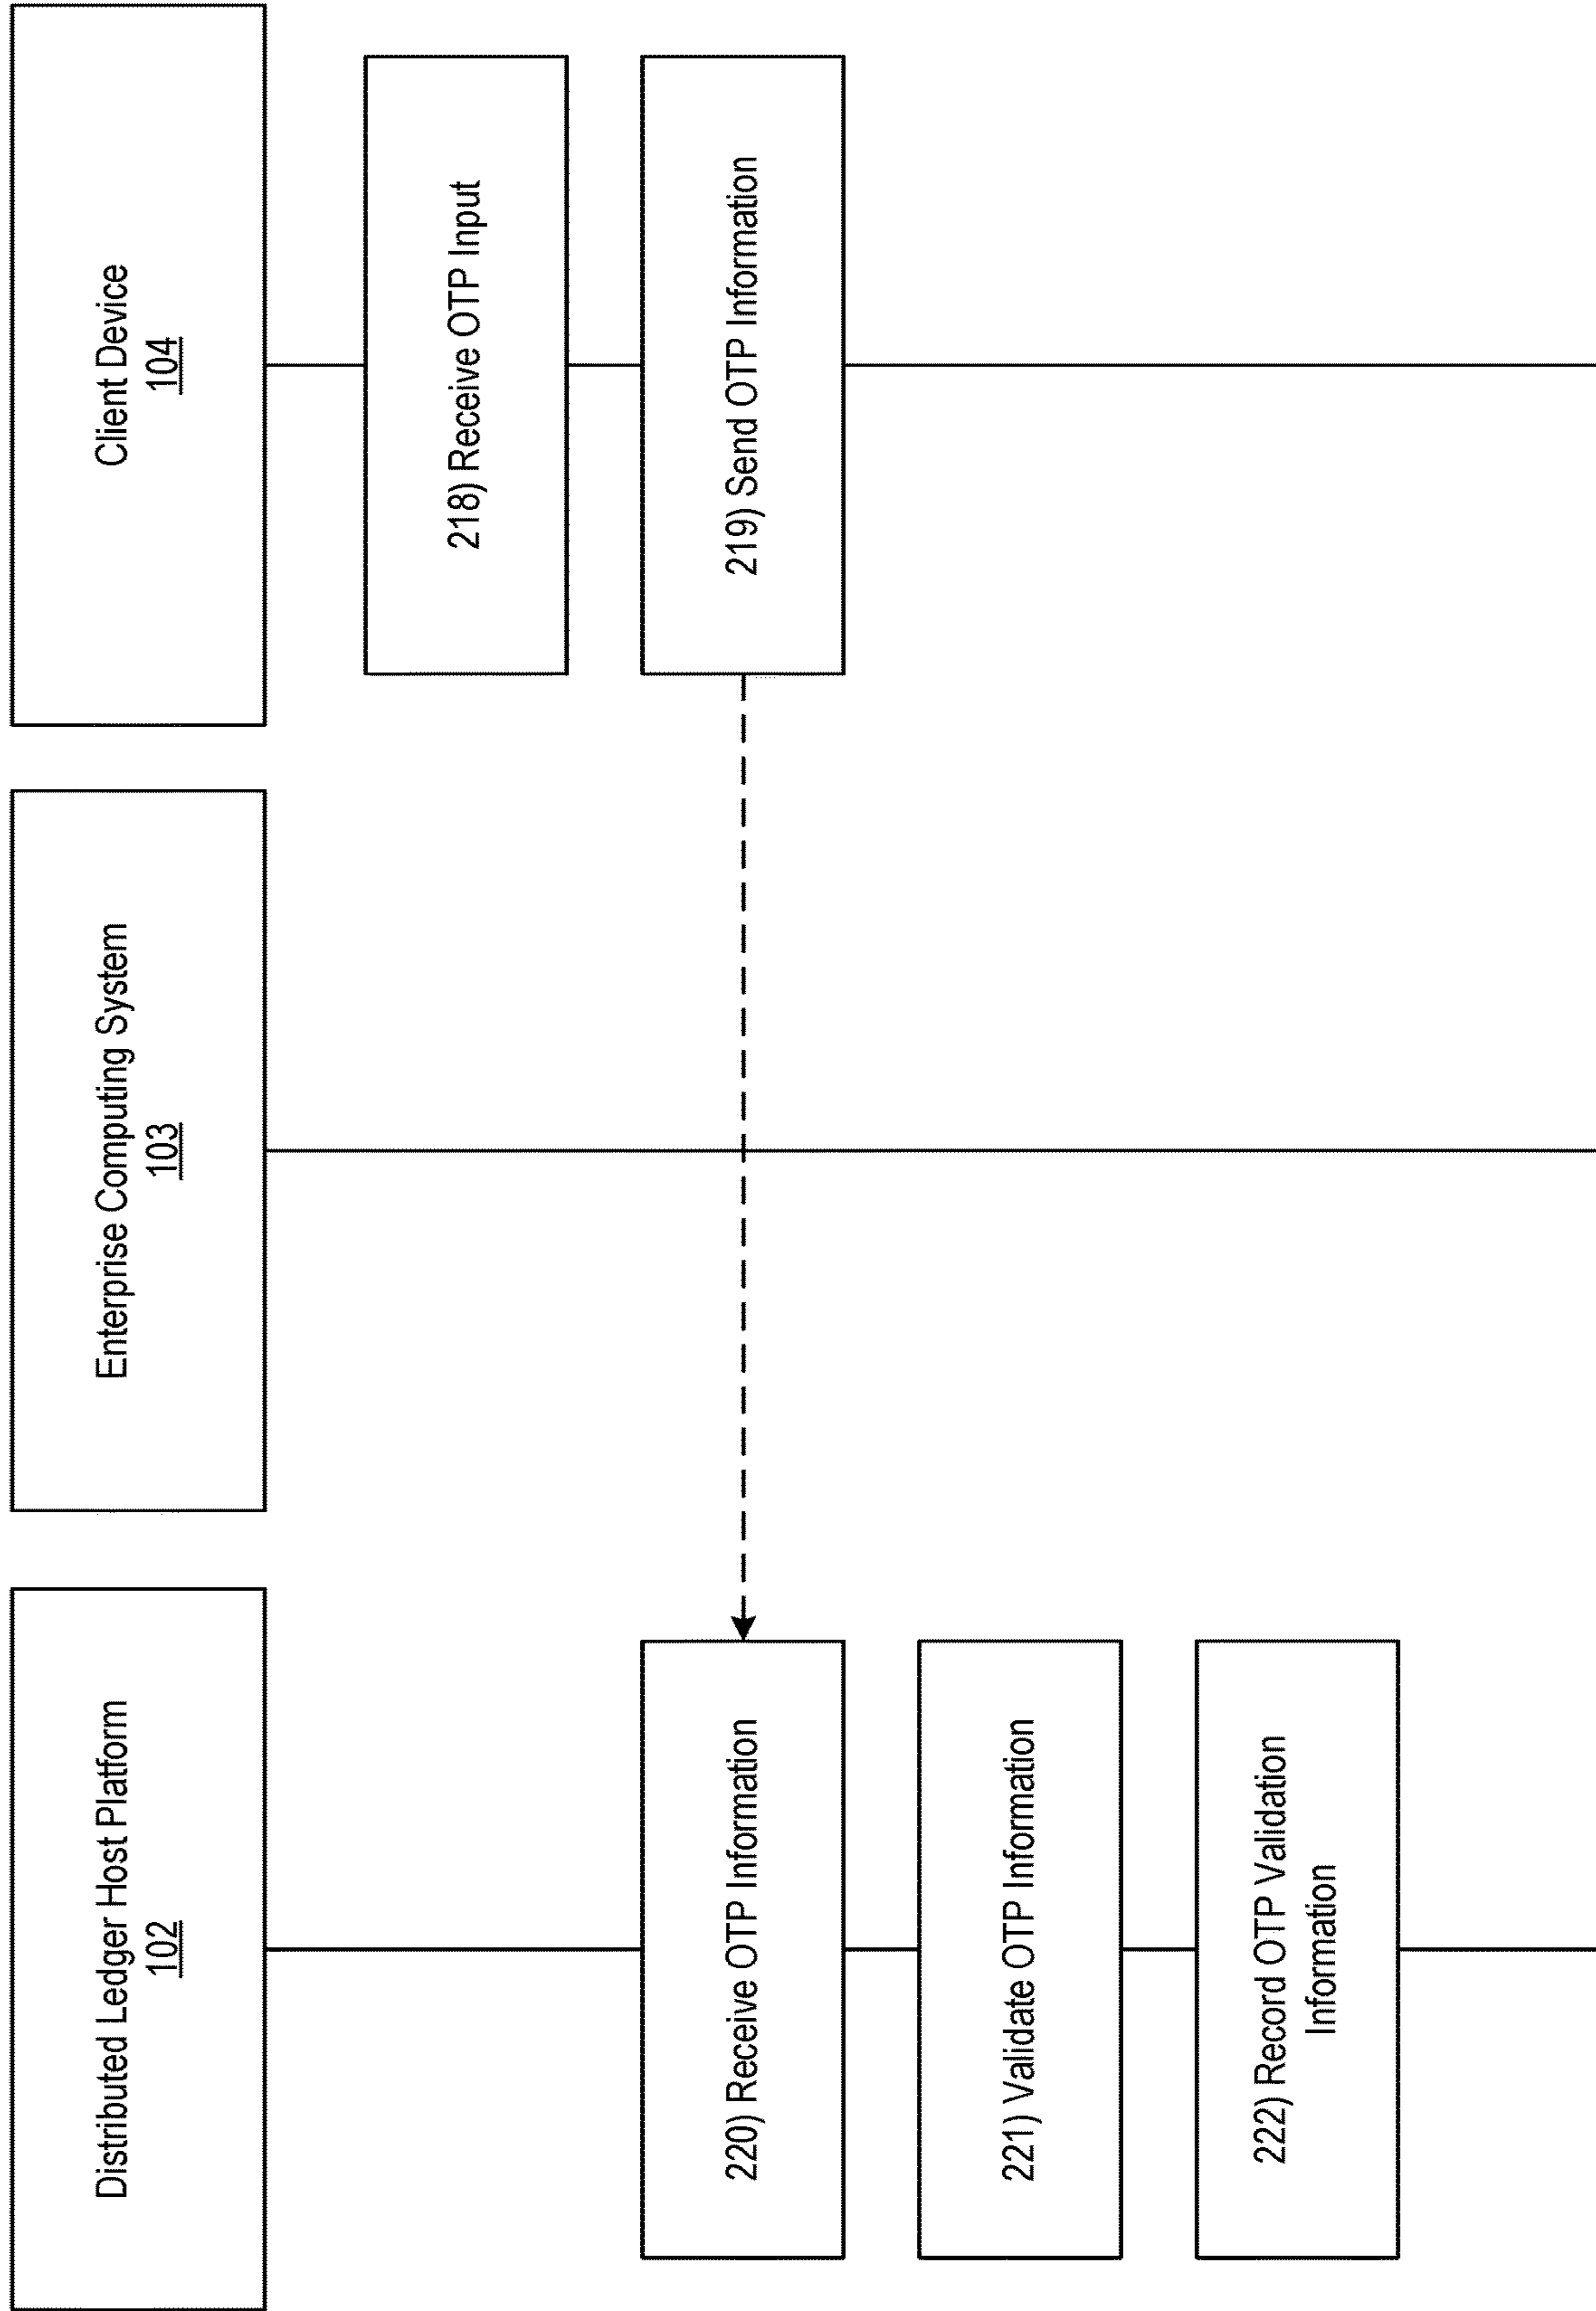 Distributed Ledger Host Platform
102
Enterprise Computing System
103
Client Device
104
218) Receive OTP Input
219) Send OTP Information
220) Receive OTP Information
221) Validate OTP Information
222) Record OTP Validation
Information